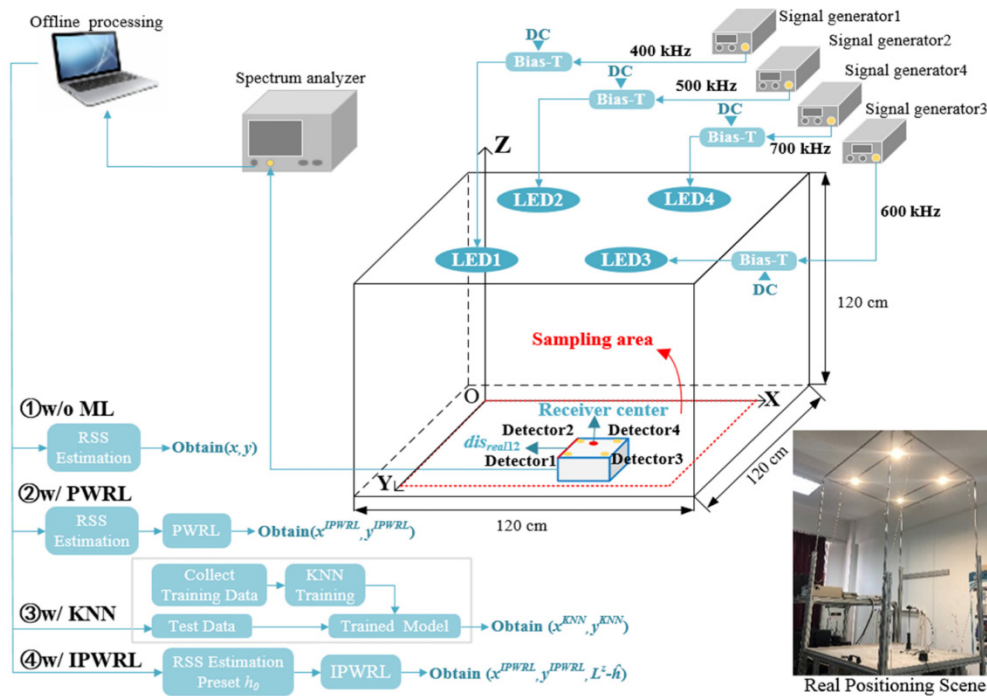 Offline processing
Spectrum analyzer
Signal generator1
Signal generator2
Signal generator4
Signal generator3
DC
Bias-T
400 kHz
DC
Bias-T
500 kHz
DC
Bias-T
700 kHz
600 kHz
Bias-T
DC
Z
LED2
LED4
LED1
LED3
120 cm
Sampling area
O
X
Receiver center
Detector2
Detector4
dis_real12
Detector1
Detector3
Y
120 cm
120 cm
①w/o ML
RSS
Estimation
Obtain(x,y)
②w/ PWRL
RSS
Estimation
PWRL
Obtain(x^IPWRL,y^IPWRL)
Collect
Training Data
KNN
Training
③w/ KNN
Test Data
Trained Model
Obtain (x^KNN,y^KNN)
④w/ IPWRL
RSS Estimation
Preset h_0
IPWRL
Obtain (x^IPWRL,y^IPWRL,L^z-ĥ)
Real Positioning Scene